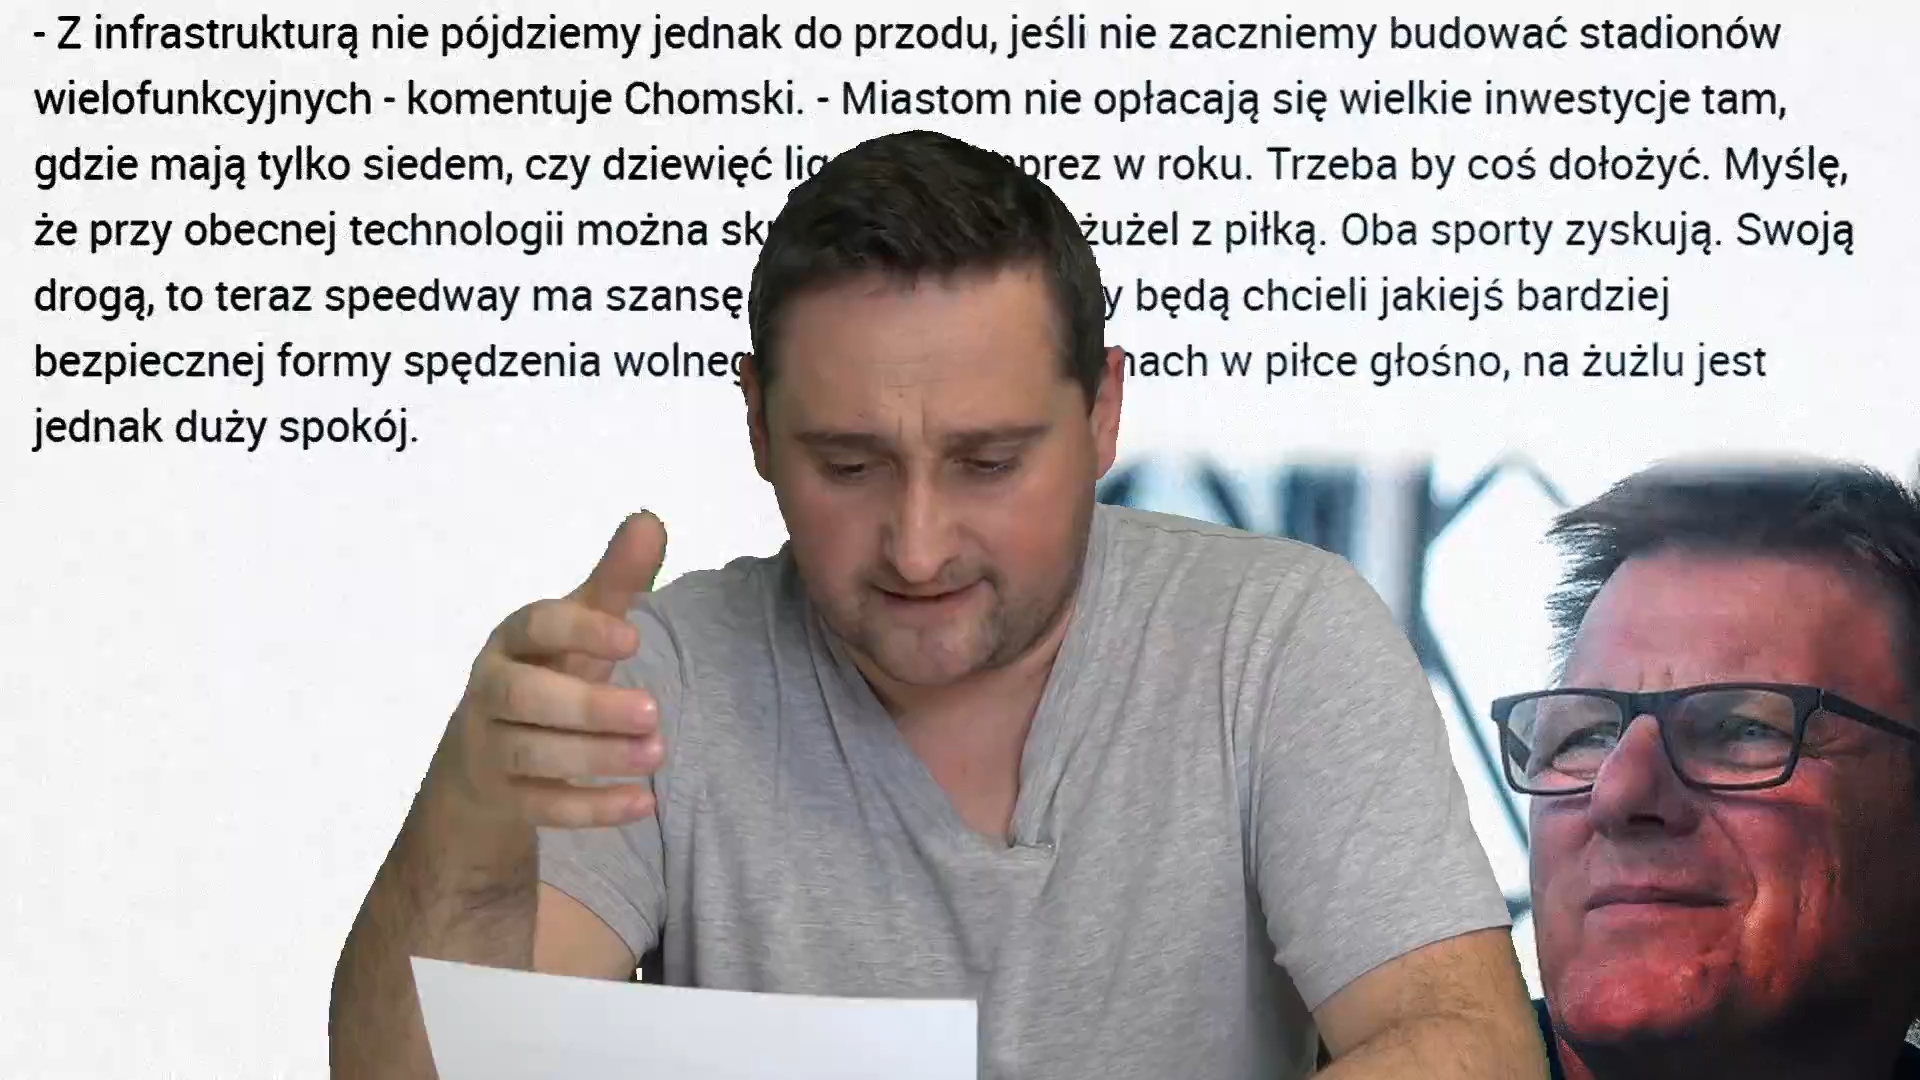 - Z infrastrukturą nie pójdziemy jednak do przodu, jeśli nie zaczniemy budować stadionów
wielofunkcyjnych - komentuje Chomski. - Miastom nie opłacają się wielkie inwestycje tam,
gdzie mają tylko siedem, czy dziewięć w roku. Trzeba by coś dołożyć. Myślę,
że przy obecnej technologii można żużel z piłką. Oba sporty zyskują. Swoją
drogą, to teraz speedway ma szansę będą chcieli jakiejś bardziej
bezpiecznej formy spędzenia w piłce głośno, na żużlu jest
jednak duży spokój.